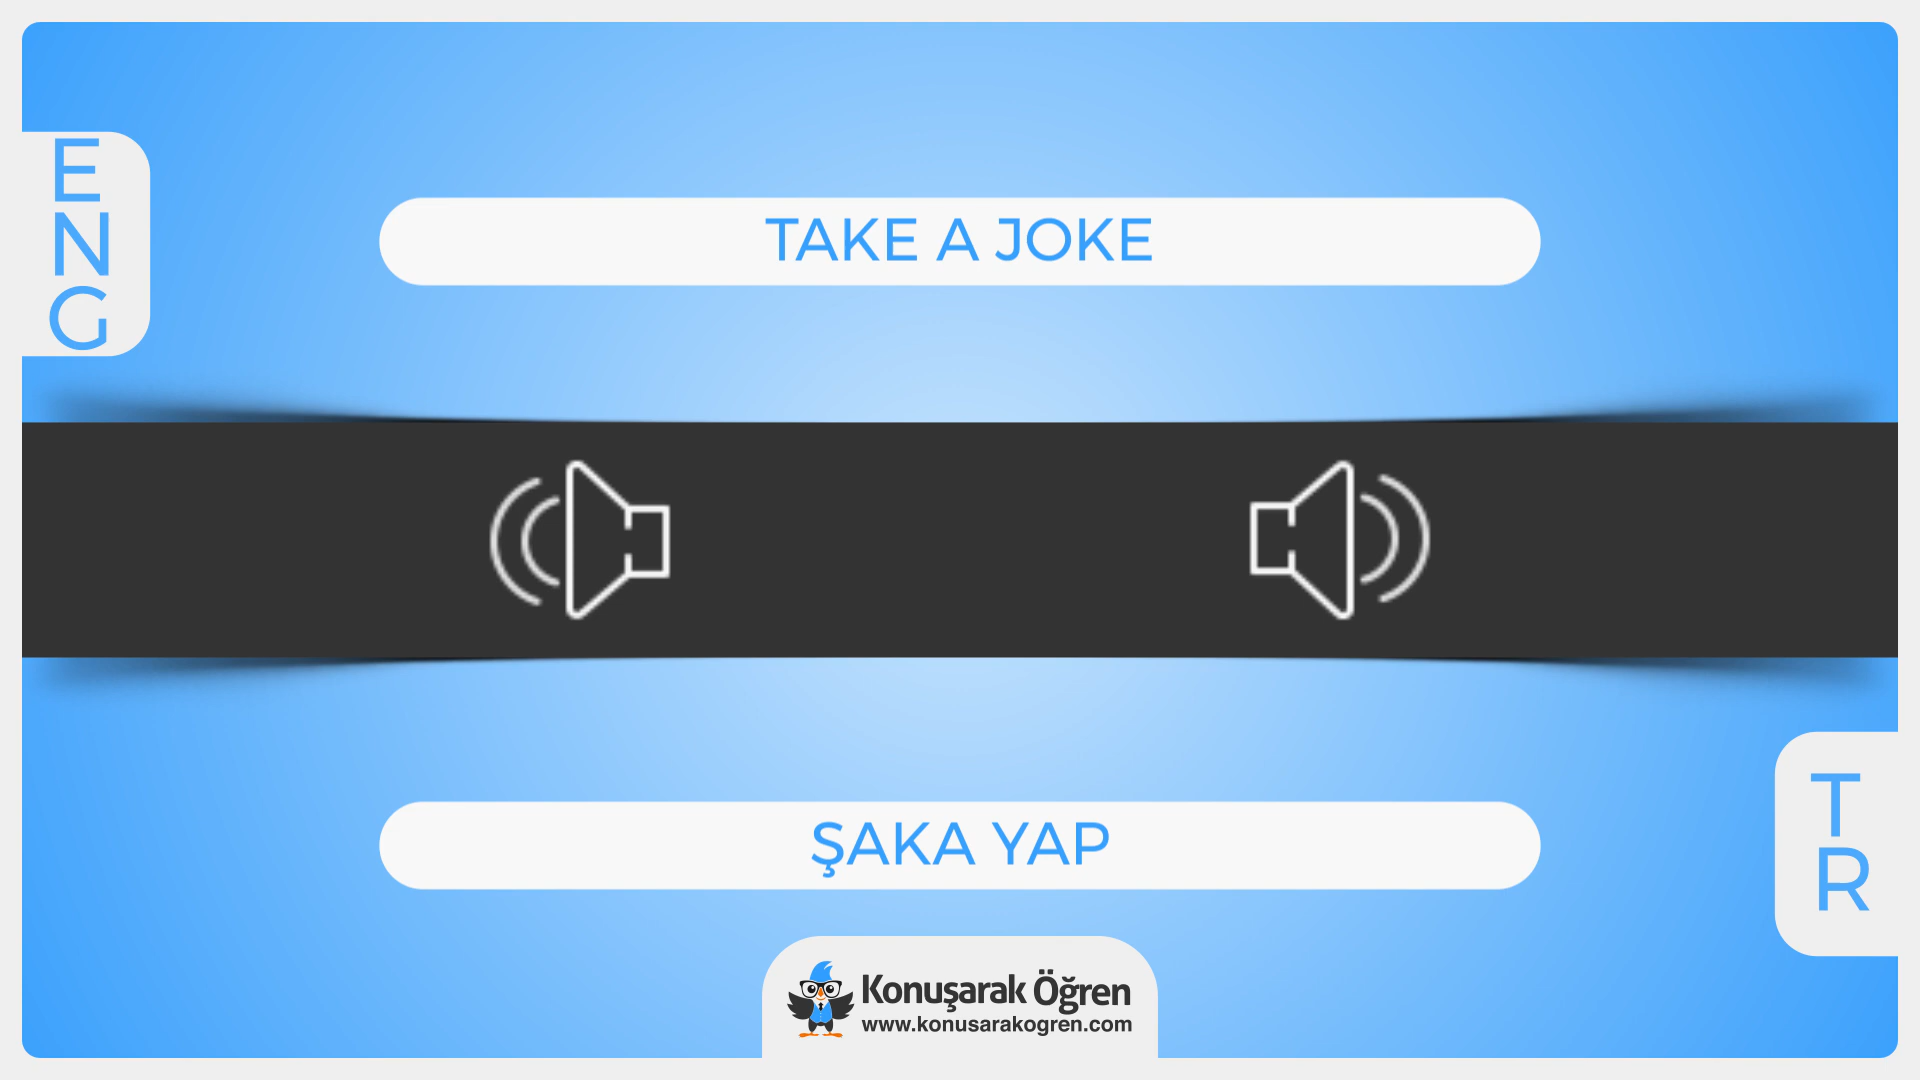 ENG
TAKE A JOKE
ŞAKA YAP
TR
Konuşarak Öğren
www.konusarakogren.com